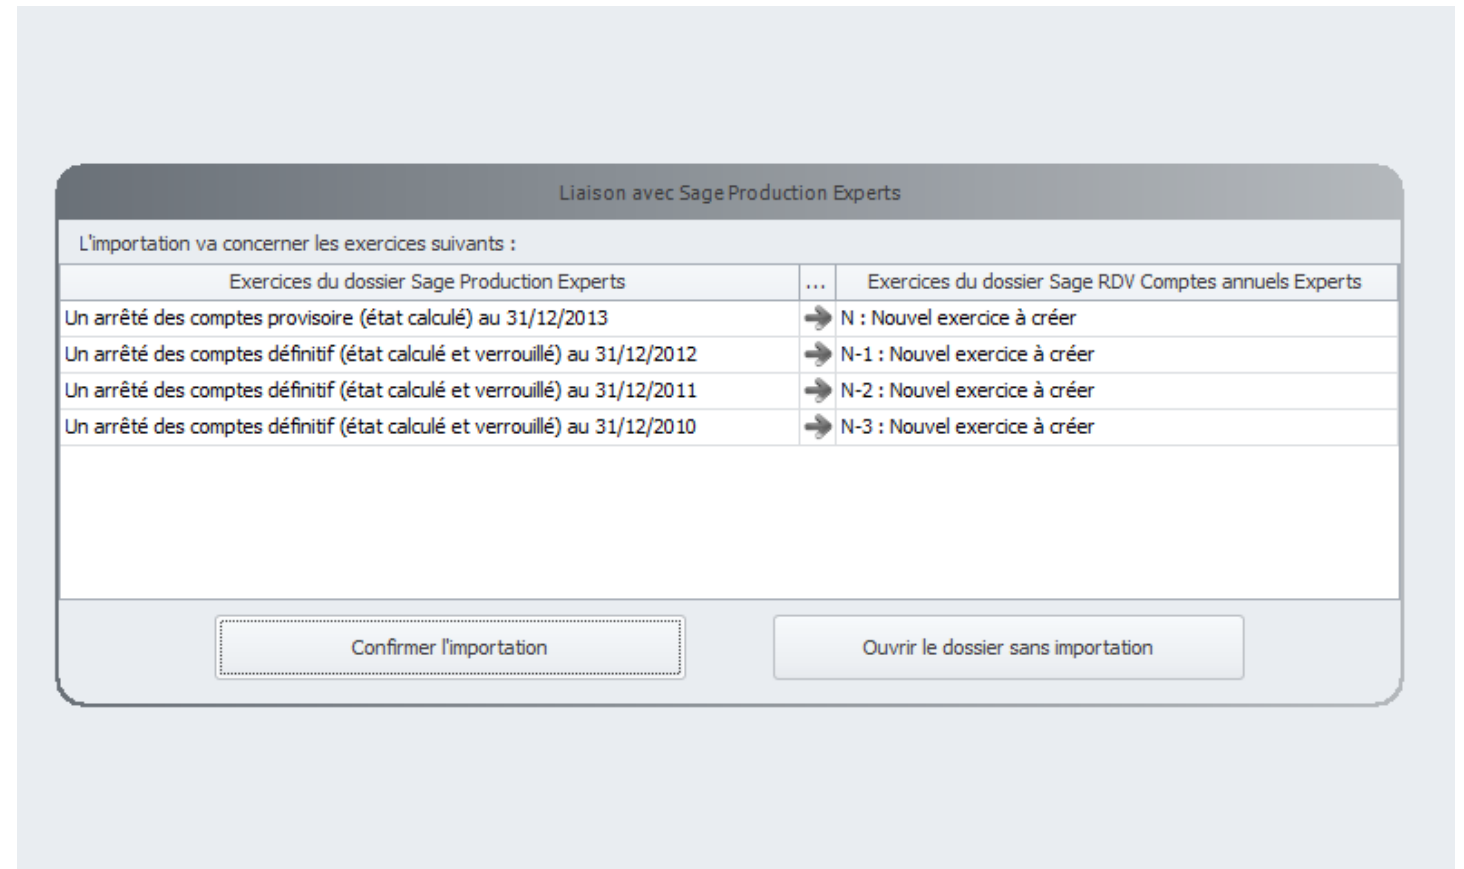 Liaison avec Sage Production Experts
L'importation va concerner les exercices suivants :
Exercices du dossier Sage Production Experts ... Exercices du dossier Sage RDV Comptes annuels Experts
Un arrêté des comptes provisoire (état calculé) au 31/12/2013 N : Nouvel exercice à créer
Un arrêté des comptes définitif (état calculé et verrouillé) au 31/12/2012 N-1 : Nouvel exercice à créer
Un arrêté des comptes définitif (état calculé et verrouillé) au 31/12/2011 N-2 : Nouvel exercice à créer
Un arrêté des comptes définitif (état calculé et verrouillé) au 31/12/2010 N-3 : Nouvel exercice à créer
Confirmer l'importation Ouvrir le dossier sans importation